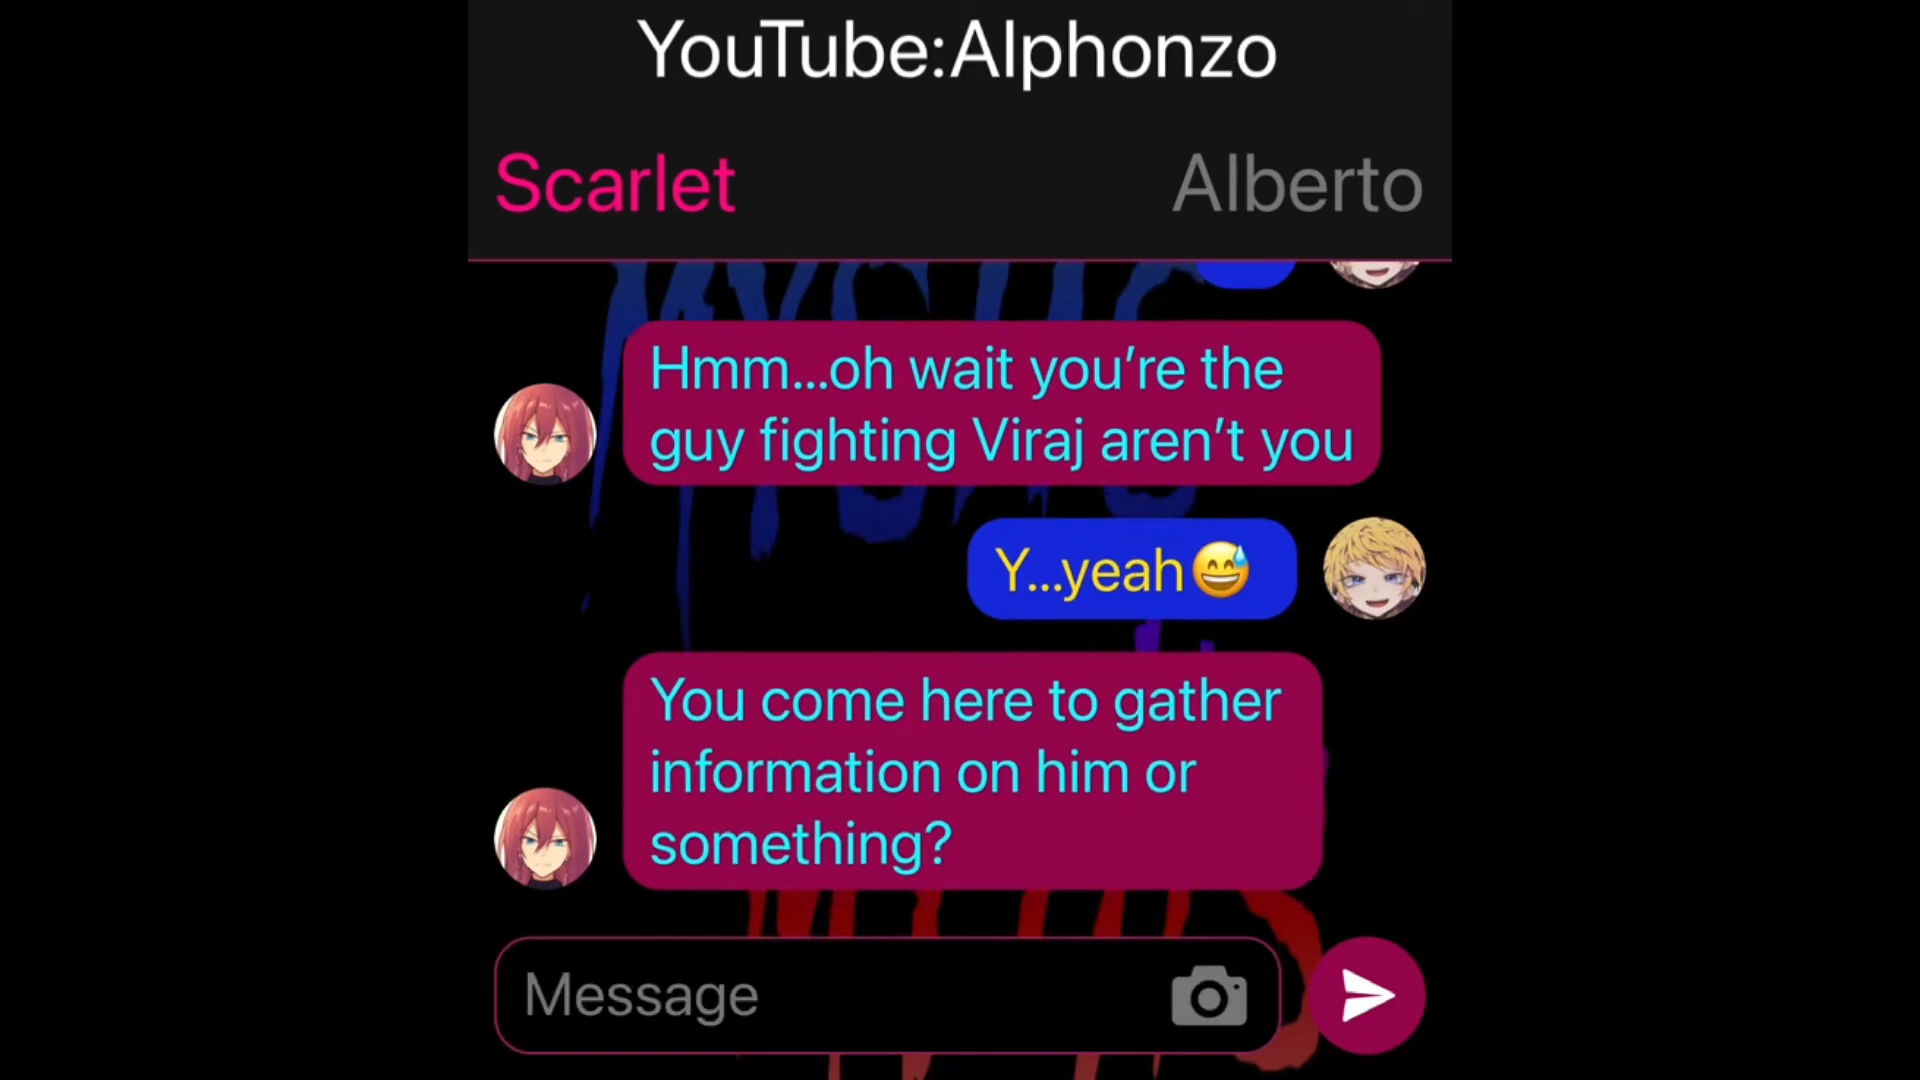 YouTube:Alphonzo
Scarlet
Alberto
Hmm...oh wait you’re the
guy fighting Viraj aren’t you
Y...yeah😅
You come here to gather
information on him or
something?
Message